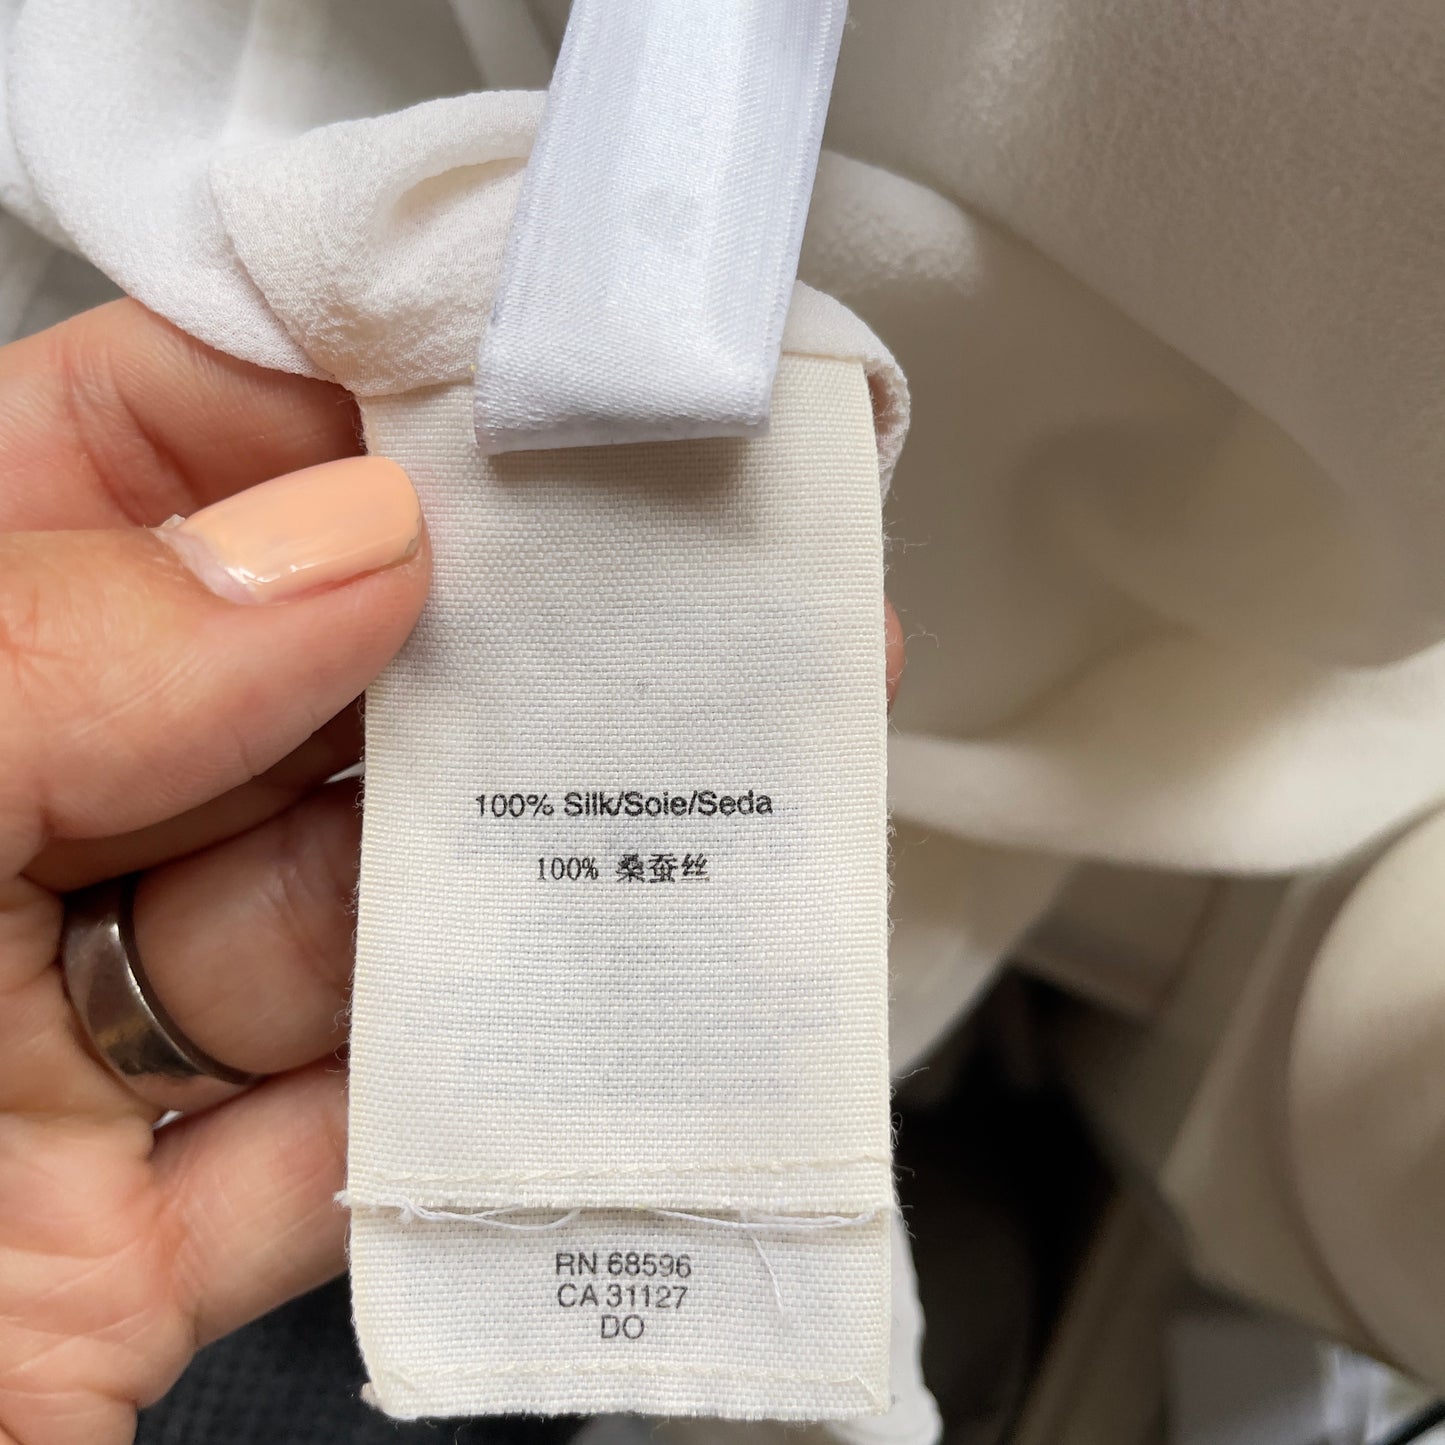 100% Silk/Soie/Seda
100% 桑蚕丝
RN 68596
CA 31127
DO